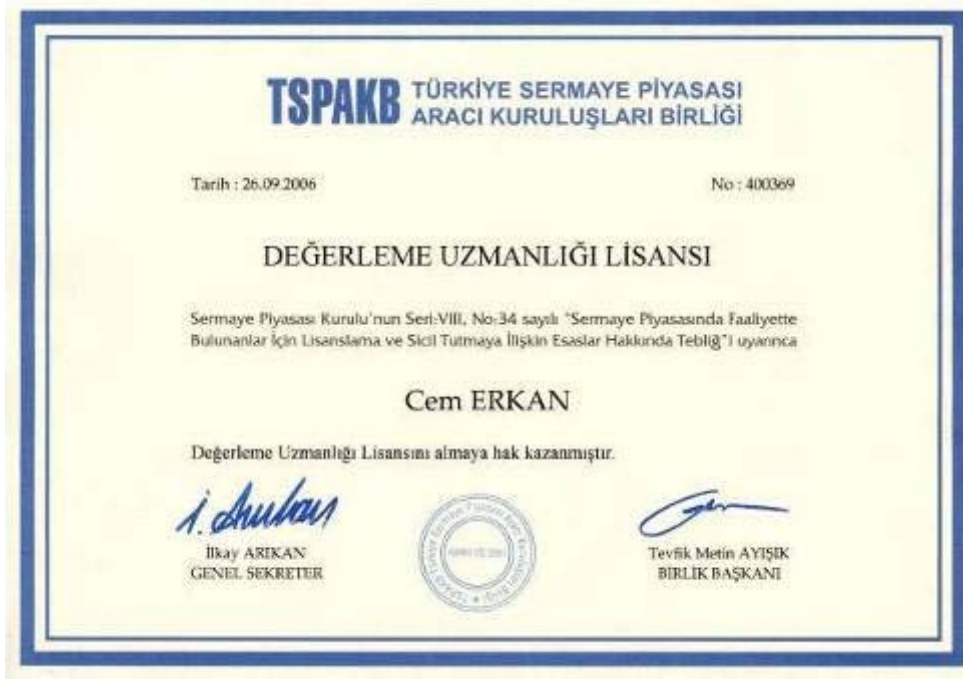 TSPAKB TÜRKİYE SERMAYE PİYASASI
ARACI KURULUŞLARI BİRLİĞİ
Tarih : 26.09.2006
No : 400369
DEĞERLEME UZMANLIĞI LİSANSI
Sermaye Piyasası Kurulu'nun Seri:VIII, No:34 sayılı "Sermaye Piyasasında Faaliyette
Bulunanlar İçin Lisanslama ve Sicil Tutmaya İlişkin Esaslar Hakkında Tebliğ"i uyarınca
Cem ERKAN
Değerleme Uzmanlığı Lisansını almaya hak kazanmıştır.
İlkay ARIKAN
GENEL SEKRETER
Tevfik Metin AYIŞIK
BİRLİK BAŞKANI